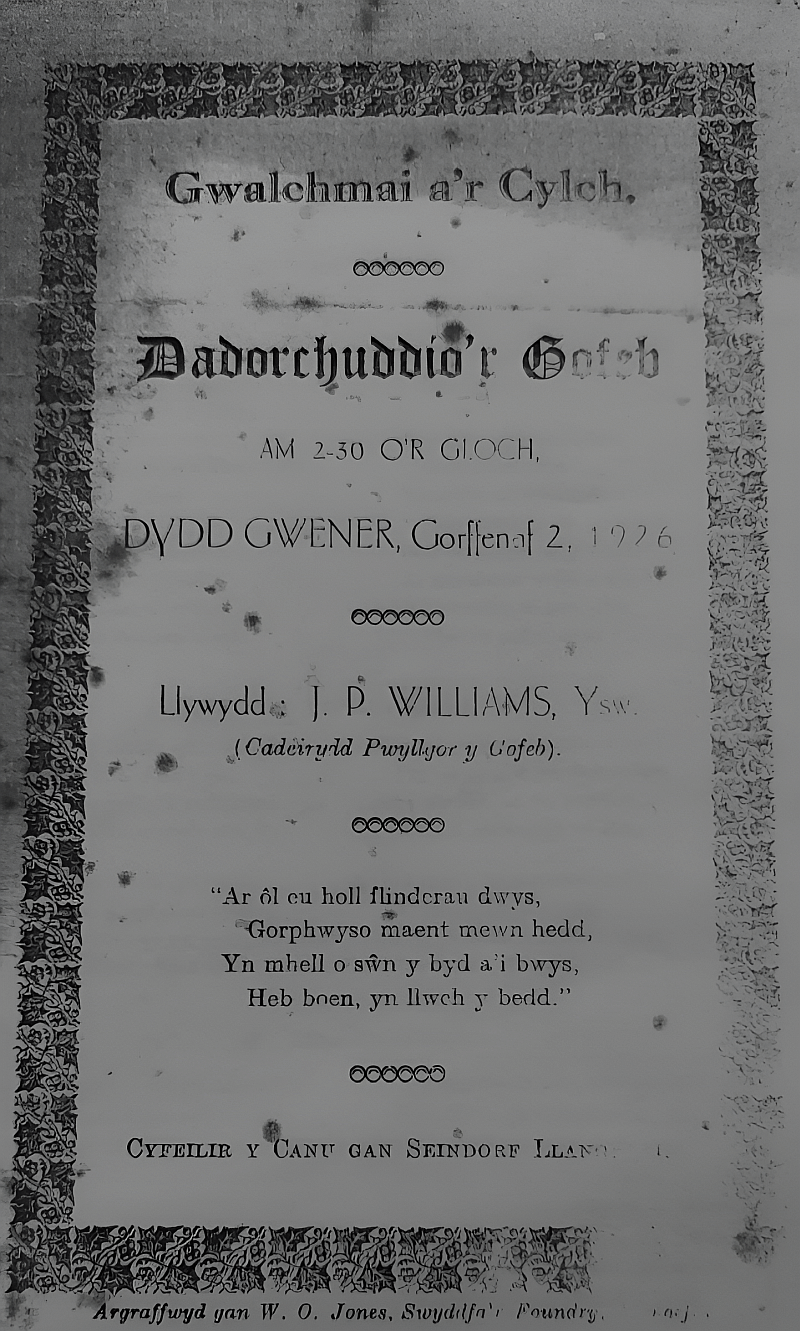 Gwalchmai a'r Cylch.
Dadorchuddio'r Gofeb
AM 2-30 O'R GLOCH,
DYDD GWENER, Gorffenaf 2, 1926
Llywydd: J. P. WILLIAMS, Ysw.
(Cadeirydd Pwyllgor y Gofeb).
"Ar ôl eu holl flinderau dwys,
Gorphwyso maent mewn hedd,
Yn mhell o sŵn y byd a'i bwys,
Heb boen, yn llwch y bedd."
CYFEILIR Y CANU GAN SEINDORF
Argraffwyd gan W. O. Jones, Swyddfa'r Foundry,